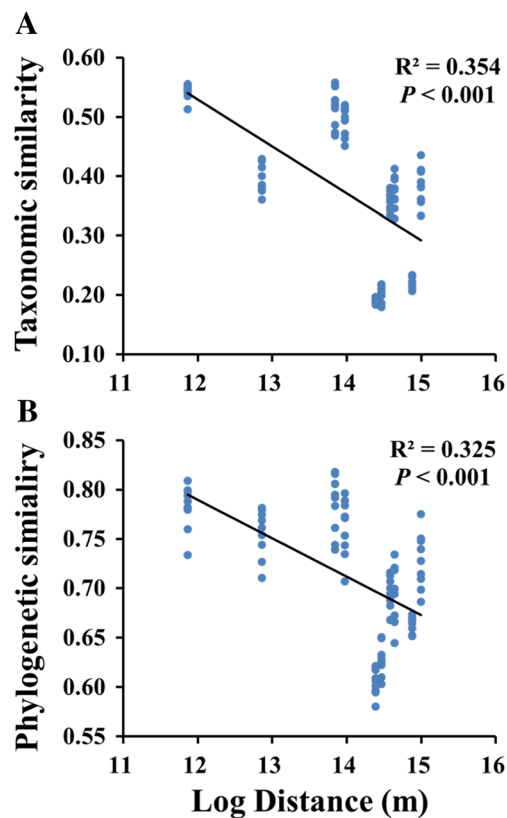 A
R² = 0.354
P < 0.001
Taxonomic similarity
0.60
0.50
0.40
0.30
0.20
0.10
11 12 13 14 15 16
B
R² = 0.325
P < 0.001
Phylogenetic simialiry
0.85
0.80
0.75
0.70
0.65
0.60
0.55
11 12 13 14 15 16
Log Distance (m)